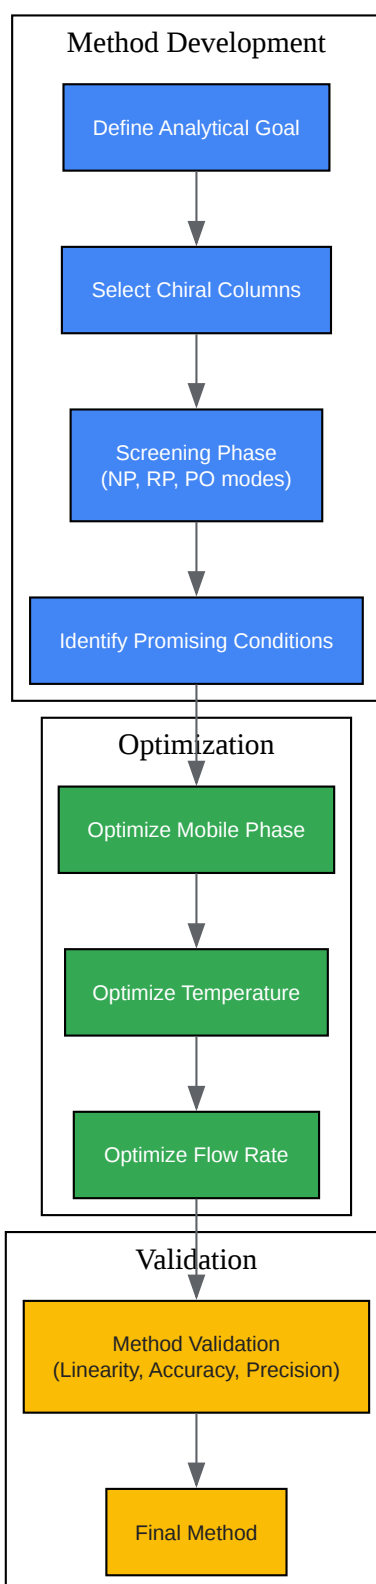 Method Development
Define Analytical Goal
Select Chiral Columns
Screening Phase
(NP, RP, PO modes)
Identify Promising Conditions
Optimization
Optimize Mobile Phase
Optimize Temperature
Optimize Flow Rate
Validation
Method Validation
(Linearity, Accuracy, Precision)
Final Method